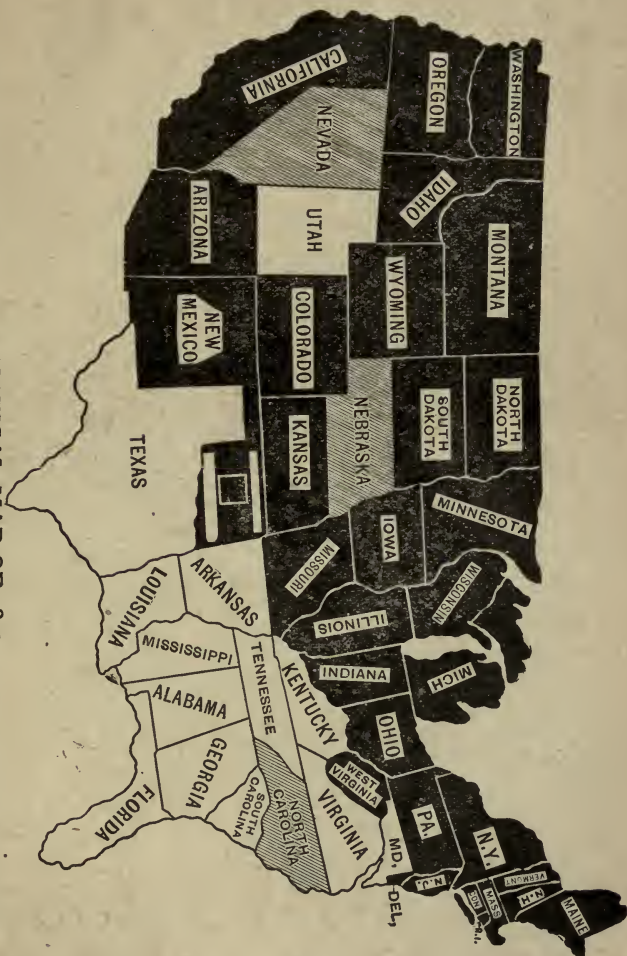 WASHINGTON
OREGON
CALIFORNIA
NEVADA
IDAHO
MONTANA
WYOMING
UTAH
ARIZONA
COLORADO
NEW
MEXICO
NORTH
DAKOTA
SOUTH
DAKOTA
NEBRASKA
KANSAS
TEXAS
MINNESOTA
IOWA
MISSOURI
ARKANSAS
LOUISIANA
WISCONSIN
ILLINOIS
MICH
INDIANA
OHIO
KENTUCKY
TENNESSEE
MISSISSIPPI
ALABAMA
GEORGIA
FLORIDA
SOUTH
CAROLINA
NORTH
CAROLINA
VIRGINIA
WEST
VIRGINIA
PA.
MD.
DEL,
N.J.
N.Y.
VERMONT
N.H.
MASS
CON
R.I.
MAINE